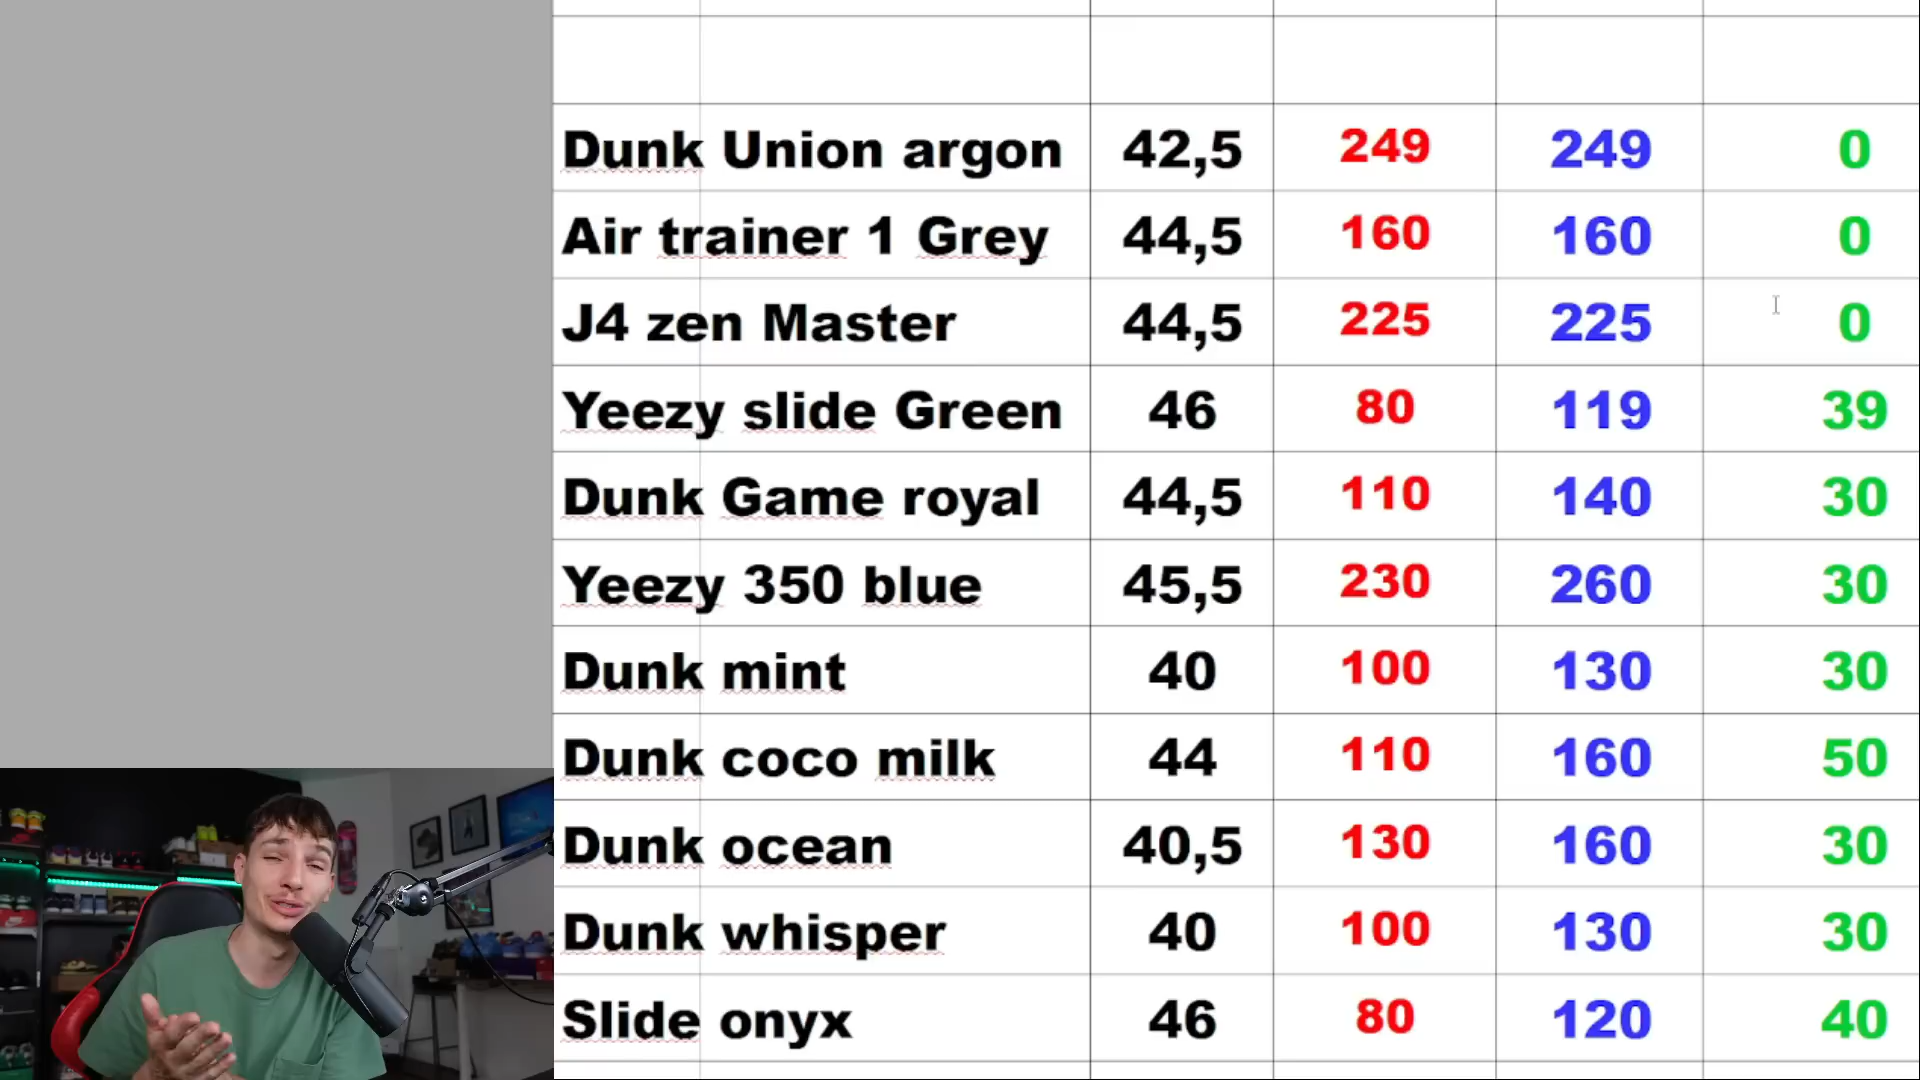 Dunk Union argon 42,5 249 249 0
Air trainer 1 Grey 44,5 160 160 0
J4 zen Master 44,5 225 225 0
Yeezy slide Green 46 80 119 39
Dunk Game royal 44,5 110 140 30
Yeezy 350 blue 45,5 230 260 30
Dunk mint 40 100 130 30
Dunk coco milk 44 110 160 50
Dunk ocean 40,5 130 160 30
Dunk whisper 40 100 130 30
Slide onyx 46 80 120 40